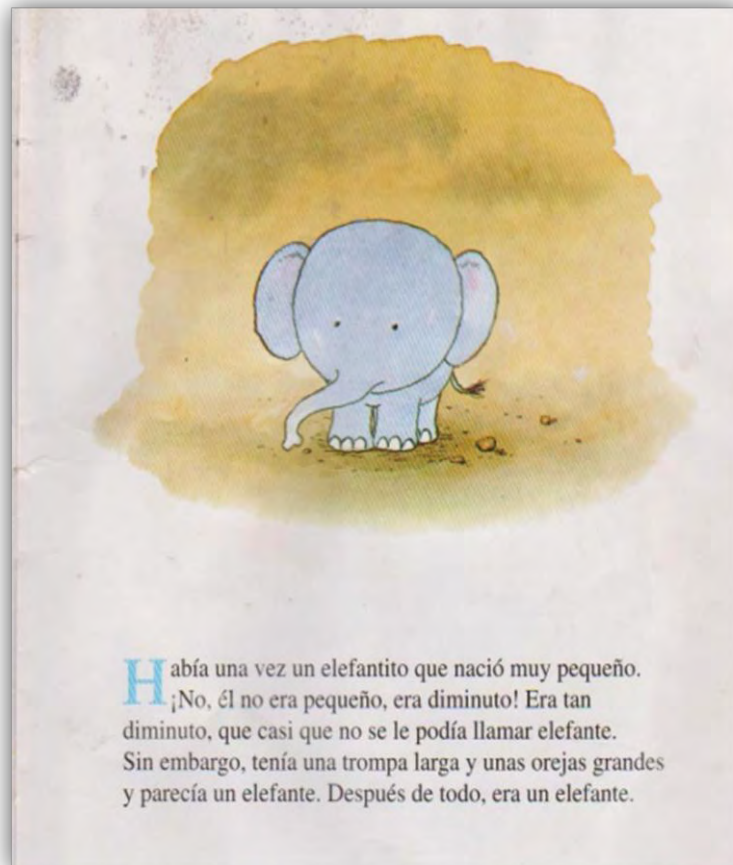 Había una vez un elefantito que nació muy pequeño.
¡No, él no era pequeño, era diminuto! Era tan
diminuto, que casi que no se le podía llamar elefante.
Sin embargo, tenía una trompa larga y unas orejas grandes
y parecía un elefante. Después de todo, era un elefante.